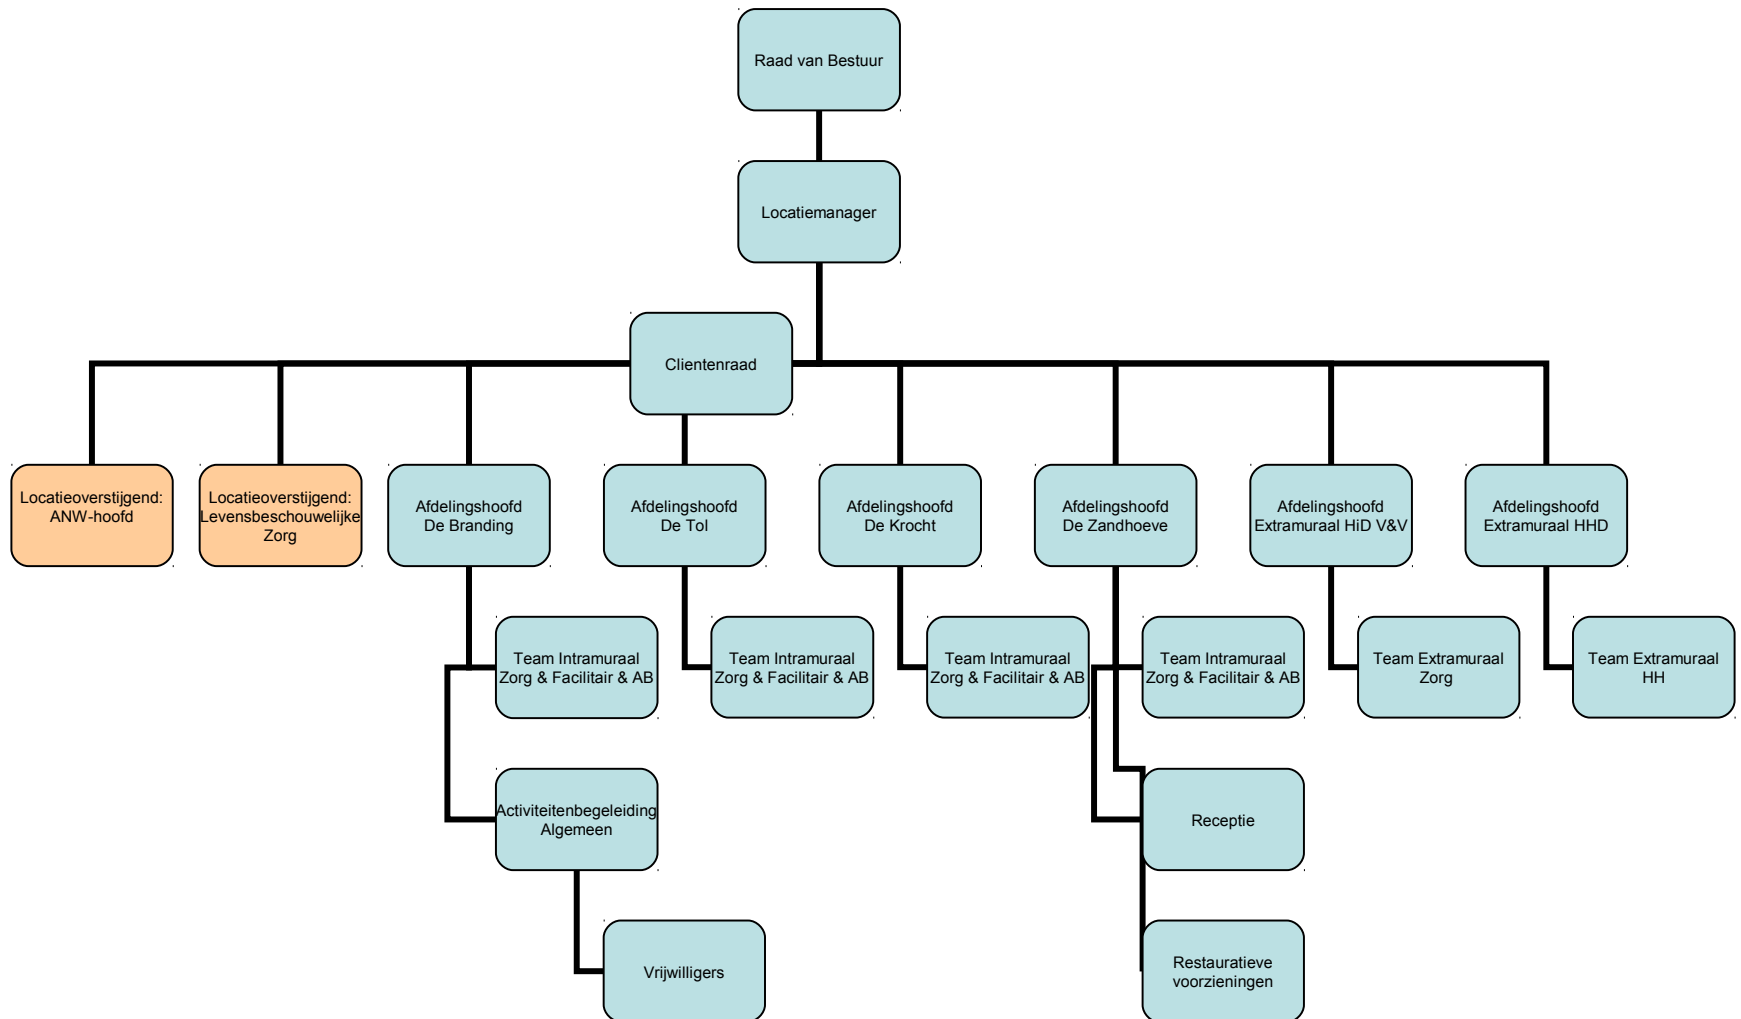 Raad van Bestuur
Locatiemanager
Clientenraad
Locatieoverstijgend:
ANW-hoofd
Locatieoverstijgend:
Levensbeschouwelijke
Zorg
Afdelingshoofd
De Branding
Afdelingshoofd
De Tol
Afdelingshoofd
De Krocht
Afdelingshoofd
De Zandhoeve
Afdelingshoofd
Extramuraal HiD V&V
Afdelingshoofd
Extramuraal HHD
Team Intramuraal
Zorg & Facilitair & AB
Team Intramuraal
Zorg & Facilitair & AB
Team Intramuraal
Zorg & Facilitair & AB
Team Intramuraal
Zorg & Facilitair & AB
Team Extramuraal
Zorg
Team Extramuraal
HH
Activiteitenbegeleiding
Algemeen
Receptie
Vrijwilligers
Restauratieve
voorzieningen